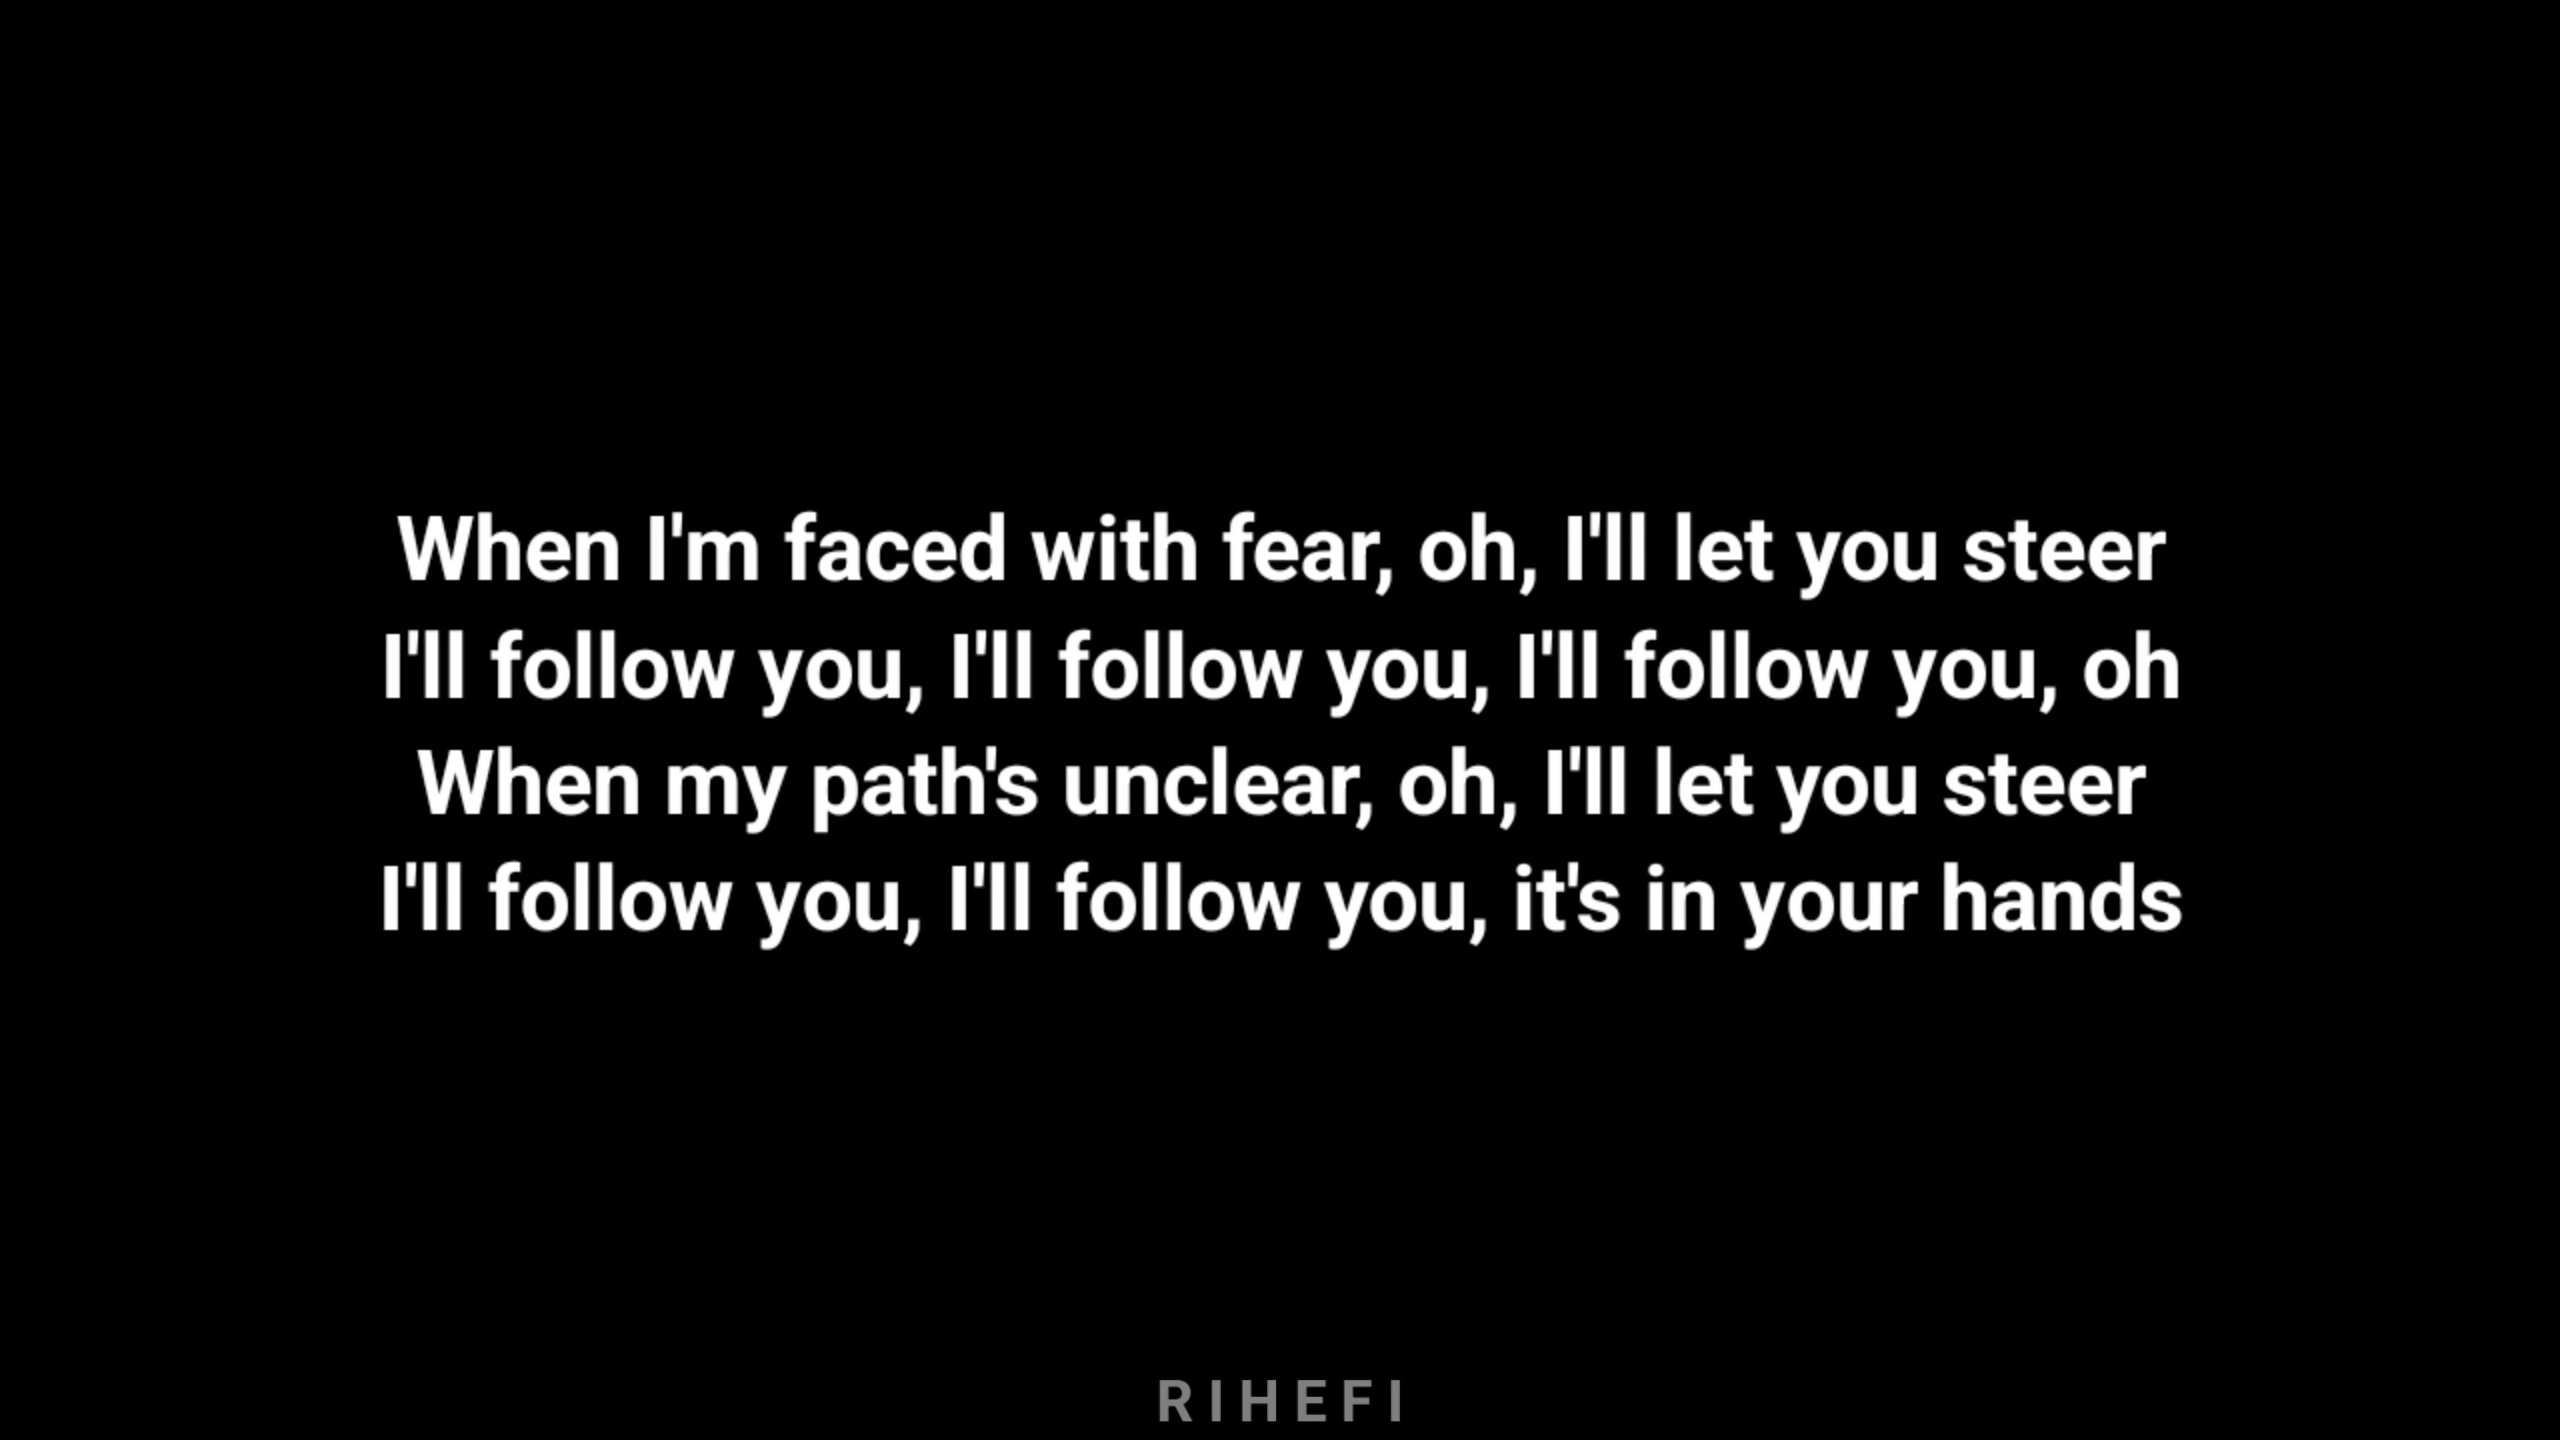 When I'm faced with fear, oh, I'll let you steer
I'll follow you, I'll follow you, I'll follow you, oh
When my path's unclear, oh, I'll let you steer
I'll follow you, I'll follow you, it's in your hands
RIHEFI